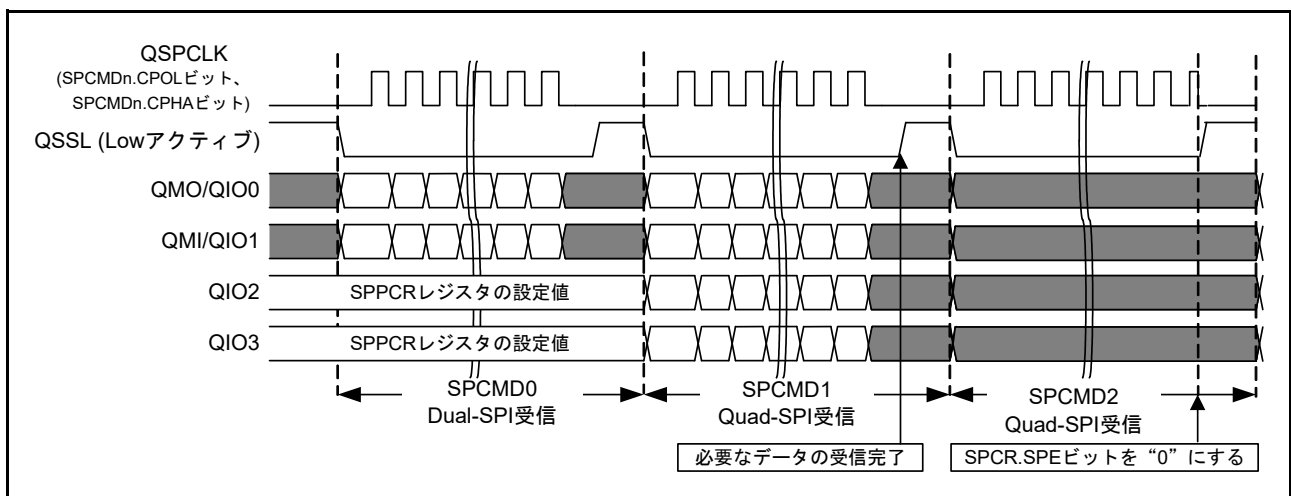 QSPCLK
(SPCMDn.CPOLビット、
SPCMDn.CPHAビット)
QSSL (Lowアクティブ)
QMO/QIO0
QMI/QIO1
QIO2
SPPCRレジスタの設定値
QIO3
SPPCRレジスタの設定値
SPCMD0
Dual-SPI受信
SPCMD1
Quad-SPI受信
SPCMD2
Quad-SPI受信
必要なデータの受信完了
SPCR.SPEビットを“0”にする